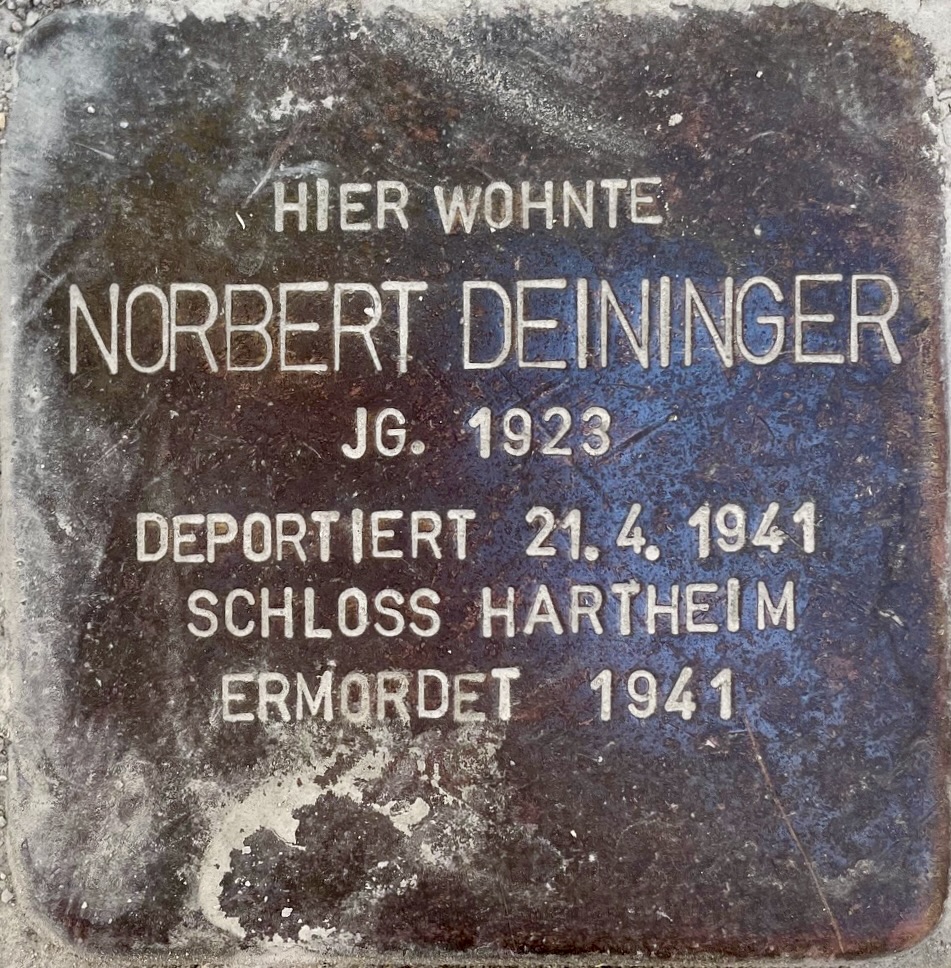 HIER WOHNTE
NORBERT DEININGER
JG. 1923
DEPORTIERT 21.4.1941
SCHLOSS HARTHEIM
ERMORDET 1941